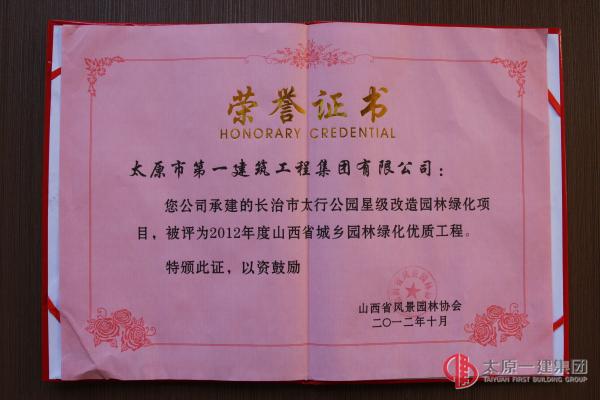 荣誉证书
HONORARY CREDENTIAL
太原市第一建筑工程集团有限公司：
您公司承建的长治市太行公园星级改造园林绿化项
目，被评为2012年度山西省城乡园林绿化优质工程。
特颁此证，以资鼓励
山西省风景园林协会
二〇一二年十月
太原一建集团
TAIYUAN FIRST BUILDING GROUP